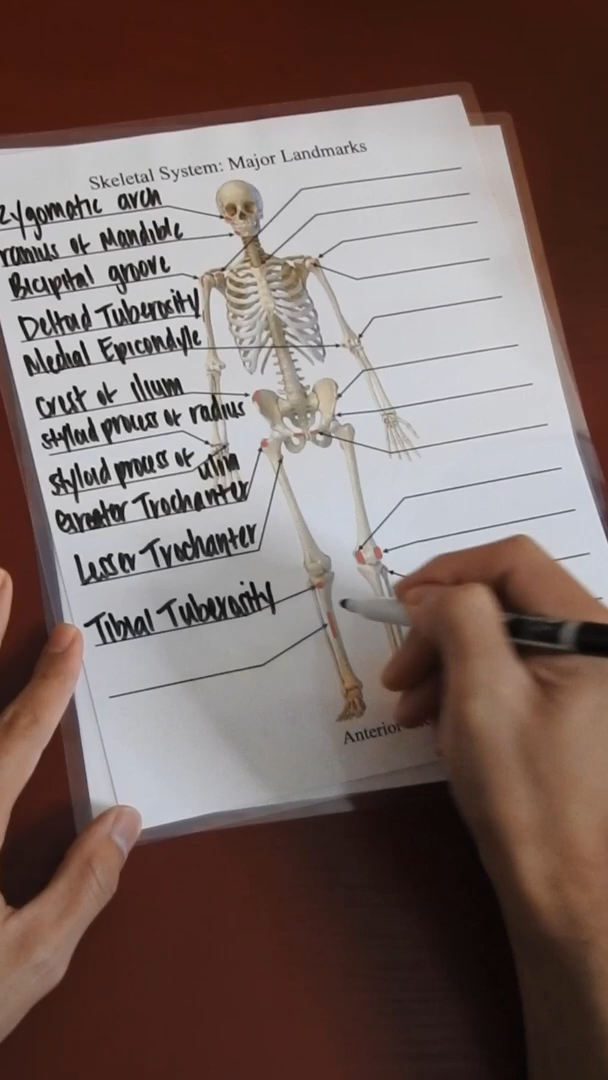 Skeletal System: Major Landmarks
Zygomatic arch
ramus of Mandible
Bicipital groove
Deltoid Tuberosity
Medial Epicondyle
crest of ilium
styloid process of radius
styloid process of ulna
Greater Trochanter
Lesser Trochanter
Tibial Tuberosity
Anterior